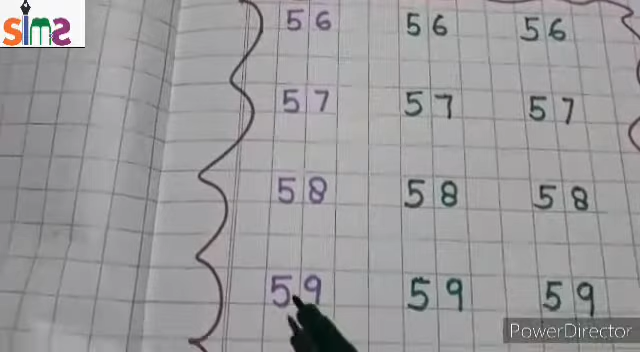 sims
56 56 56
57 57 57
58 58 58
59 59 59
PowerDirector